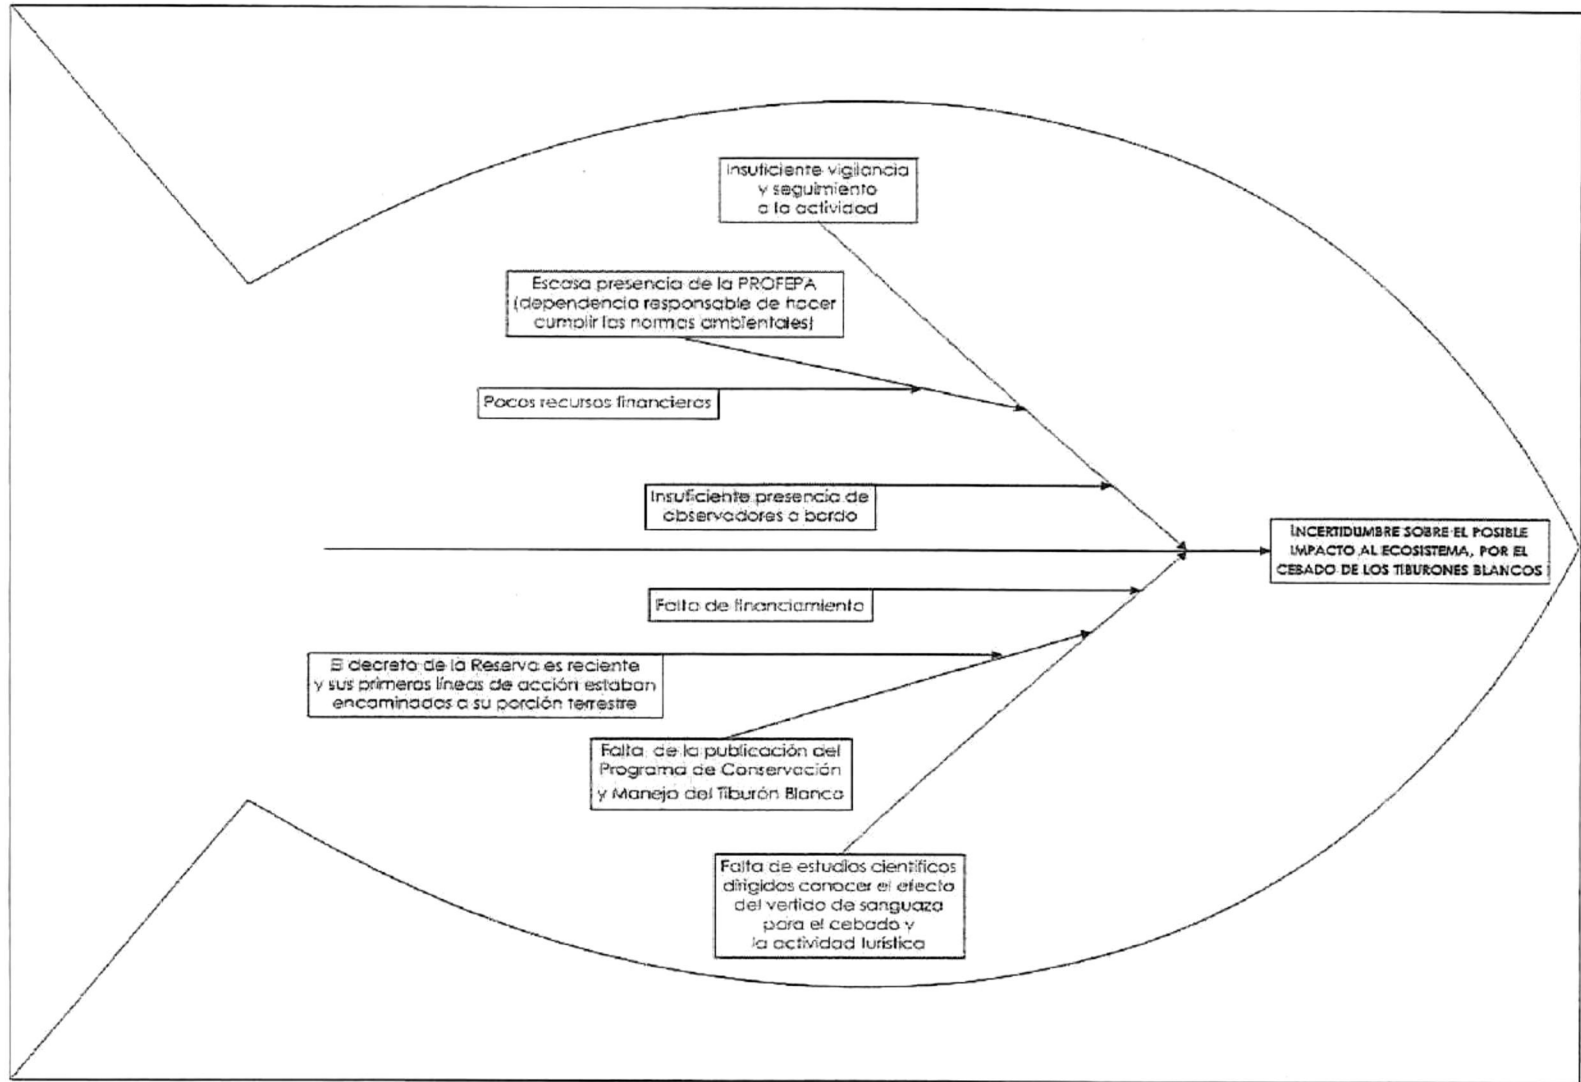 Insuficiente vigilancia
y seguimiento
a la actividad
Escasa presencia de la PROFEPA
(dependencia responsable de hacer
cumplir las normas ambientales)
Pocos recursos financieros
Insuficiente presencia de
observadores a bordo
INCERTIDUMBRE SOBRE EL POSIBLE
IMPACTO AL ECOSISTEMA, POR EL
CEBADO DE LOS TIBURONES BLANCOS
Falta de financiamiento
El decreto de la Reserva es reciente
y sus primeras líneas de acción estaban
encaminadas a su porción terrestre
Falta de la publicación del
Programa de Conservación
y Manejo del Tiburón Blanco
Falta de estudios científicos
dirigidos conocer el efecto
del vertido de sanguaza
para el cebado y
la actividad turística